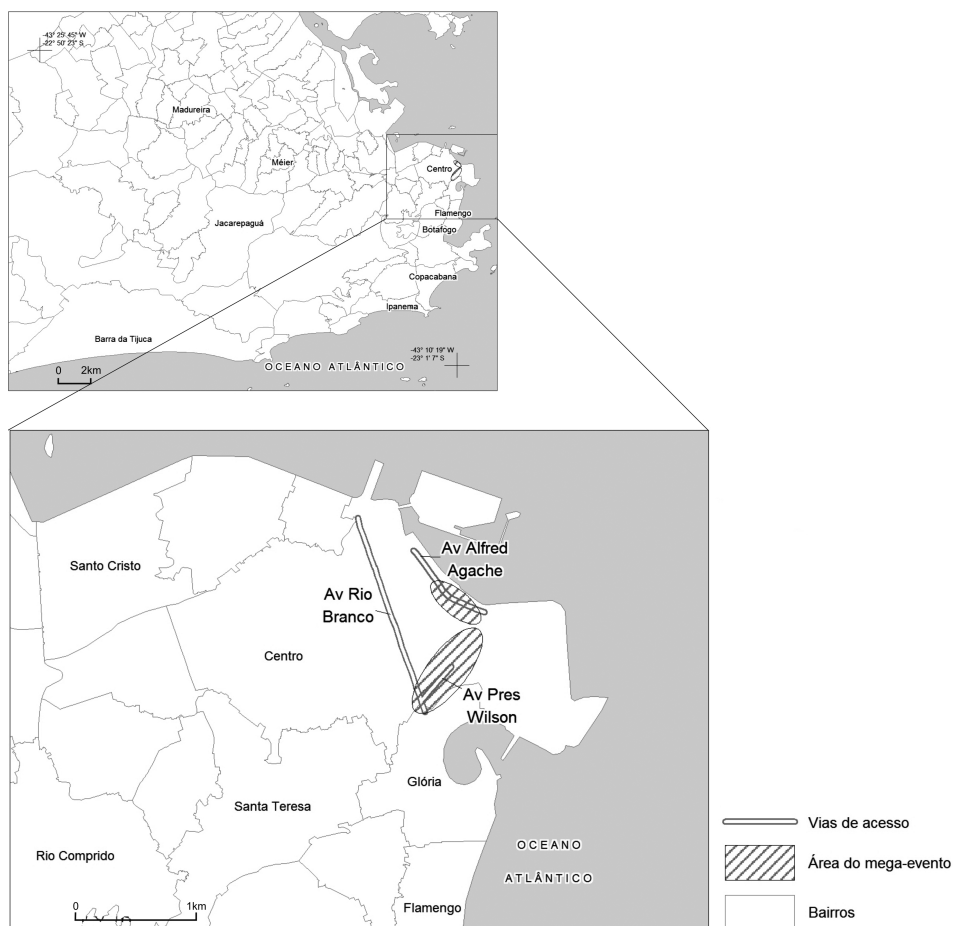 -43° 25' 45" W
-22° 50' 23" S
Madureira
Méier
Centro
Jacarepaguá
Flamengo
Botafogo
Copacabana
Ipanema
Barra da Tijuca
-43° 10' 19" W
-23° 1' 7" S
OCEANO ATLÂNTICO
0 2km
Av Alfred
Agache
Santo Cristo
Av Rio
Branco
Centro
Av Pres
Wilson
Glória
Santa Teresa
Rio Comprido
OCEANO
ATLÂNTICO
Flamengo
0 1km
Vias de acesso
Área do mega-evento
Bairros